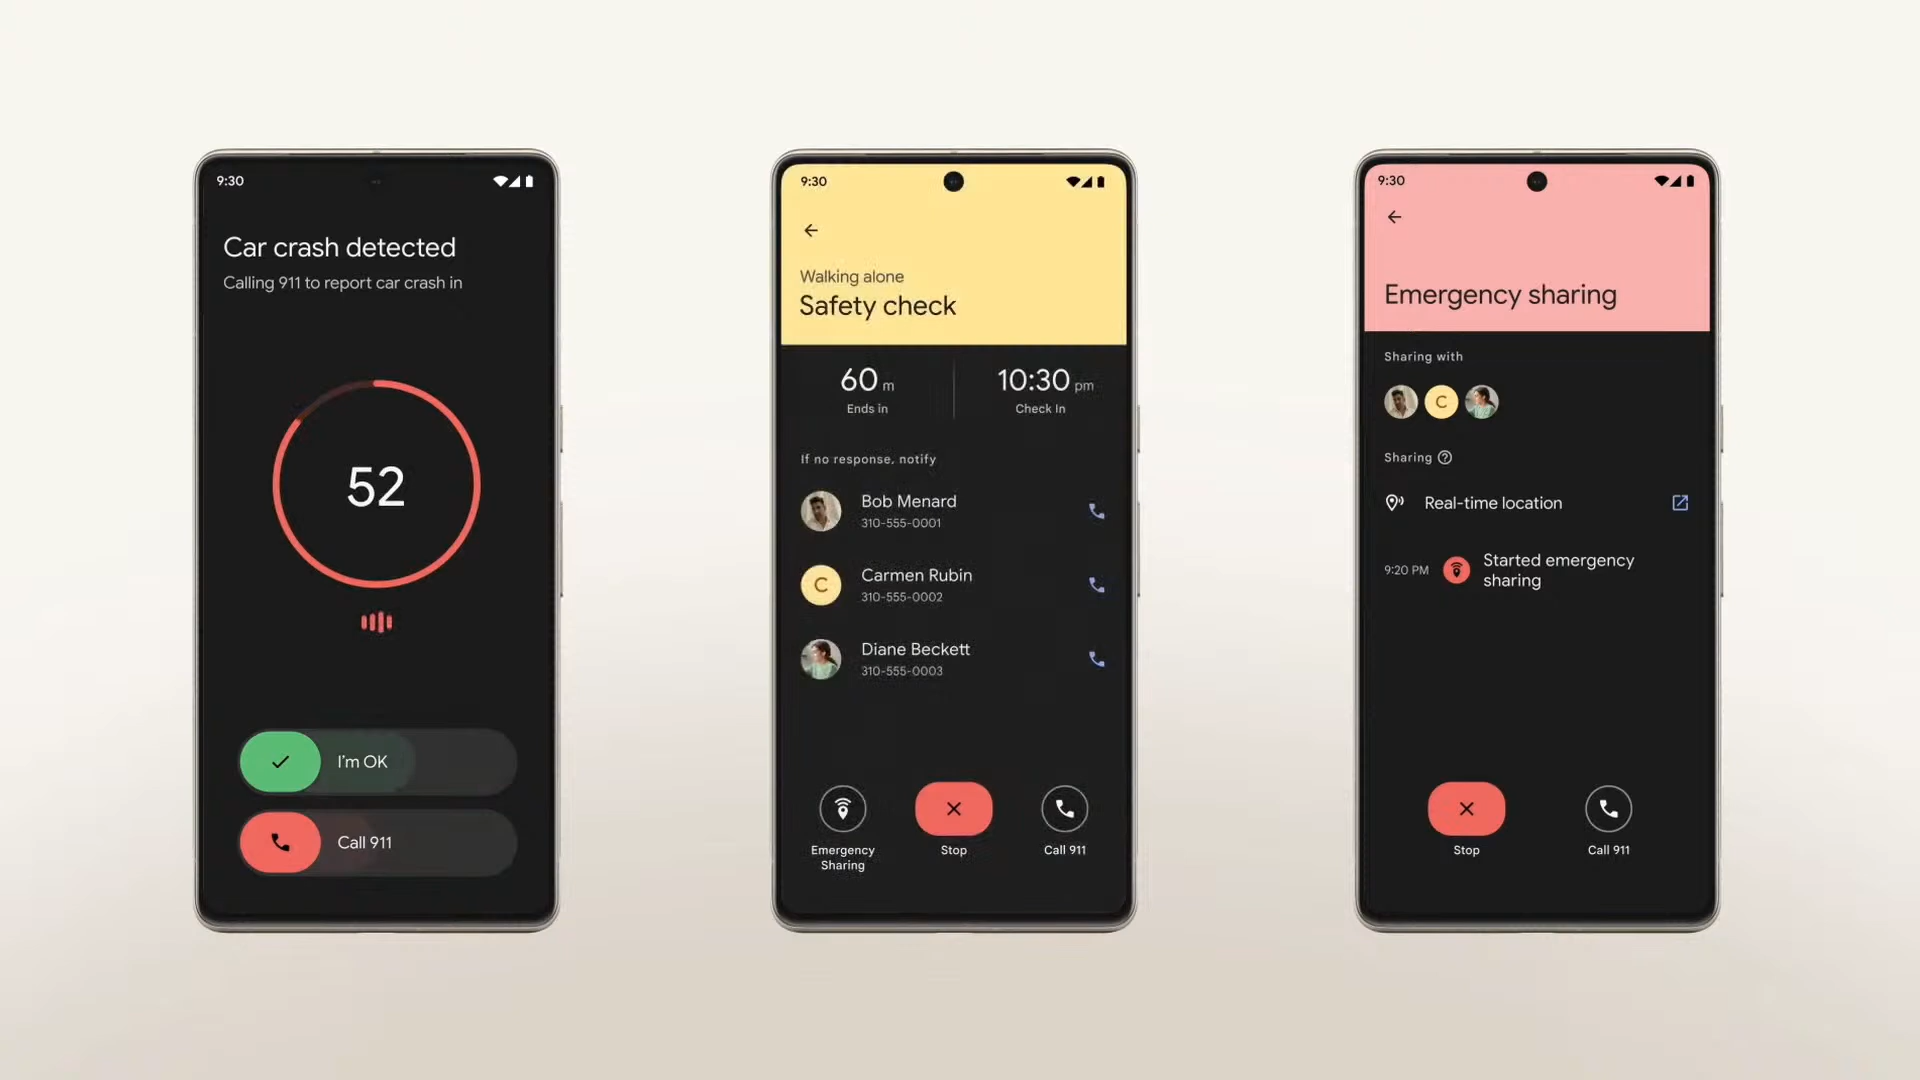 9:30
Car crash detected
Calling 911 to report car crash in
52
I'm OK
Call 911
9:30
Walking alone
Safety check
60 m
Ends in
10:30 pm
Check In
If no response, notify
Bob Menard
310-555-0001
C
Carmen Rubin
310-555-0002
Diane Beckett
310-555-0003
Emergency
Sharing
Stop
Call 911
9:30
Emergency sharing
Sharing with
C
Sharing ?
Real-time location
9:20 PM
Started emergency
sharing
Stop
Call 911